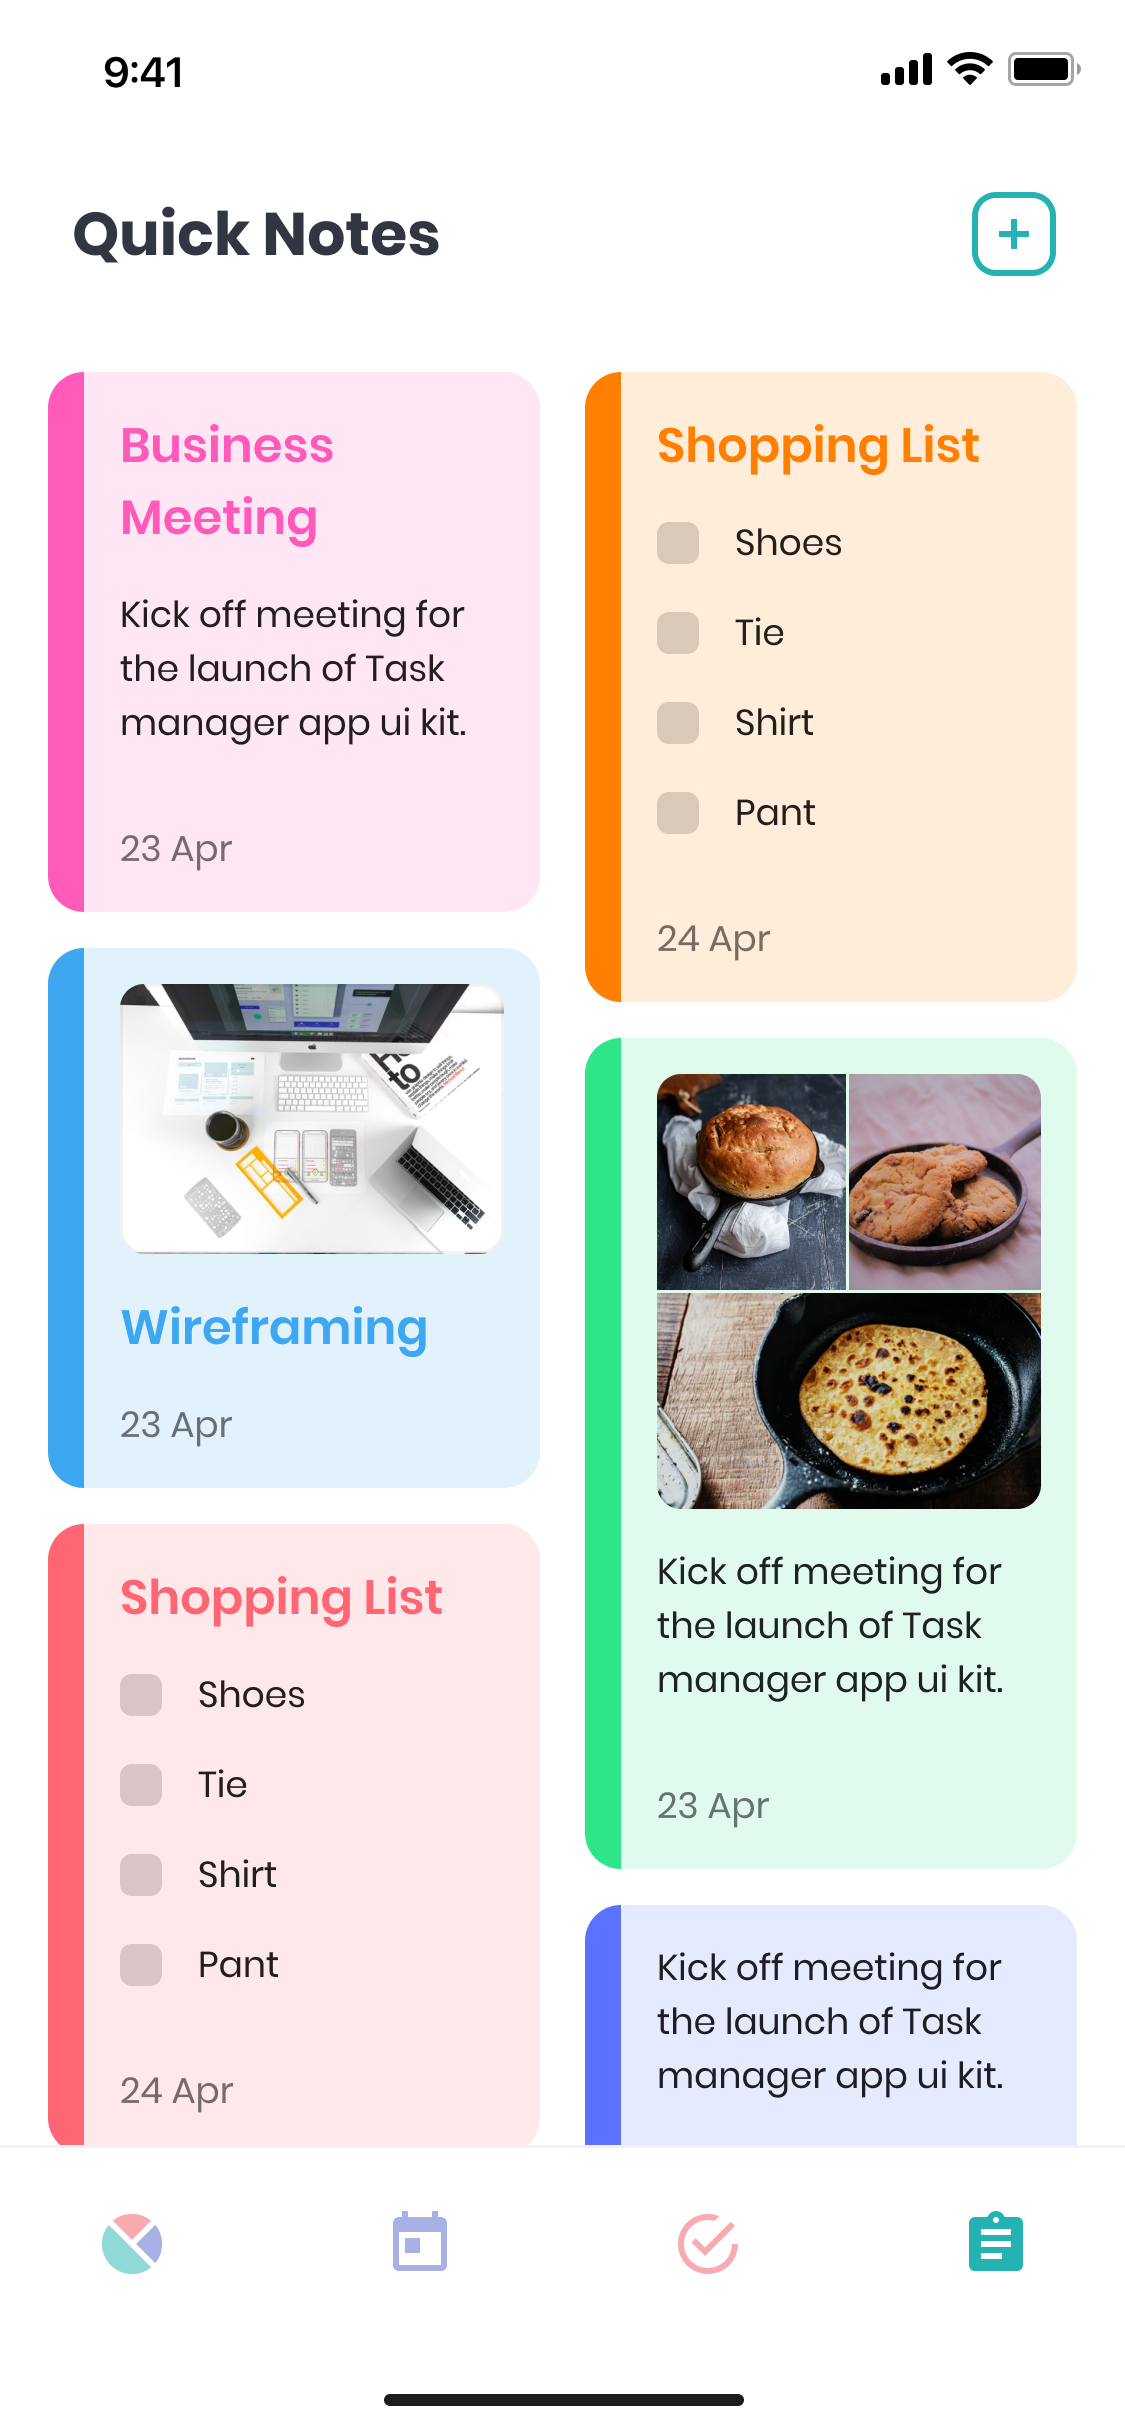 9:41
Quick Notes
Business
Meeting
Kick off meeting for
the launch of Task
manager app ui kit.
23 Apr
Shopping List
Shoes
Tie
Shirt
Pant
24 Apr
Ho
to
Wireframing
23 Apr
Kick off meeting for
the launch of Task
manager app ui kit.
23 Apr
Shopping List
Shoes
Tie
Shirt
Pant
24 Apr
Kick off meeting for
the launch of Task
manager app ui kit.